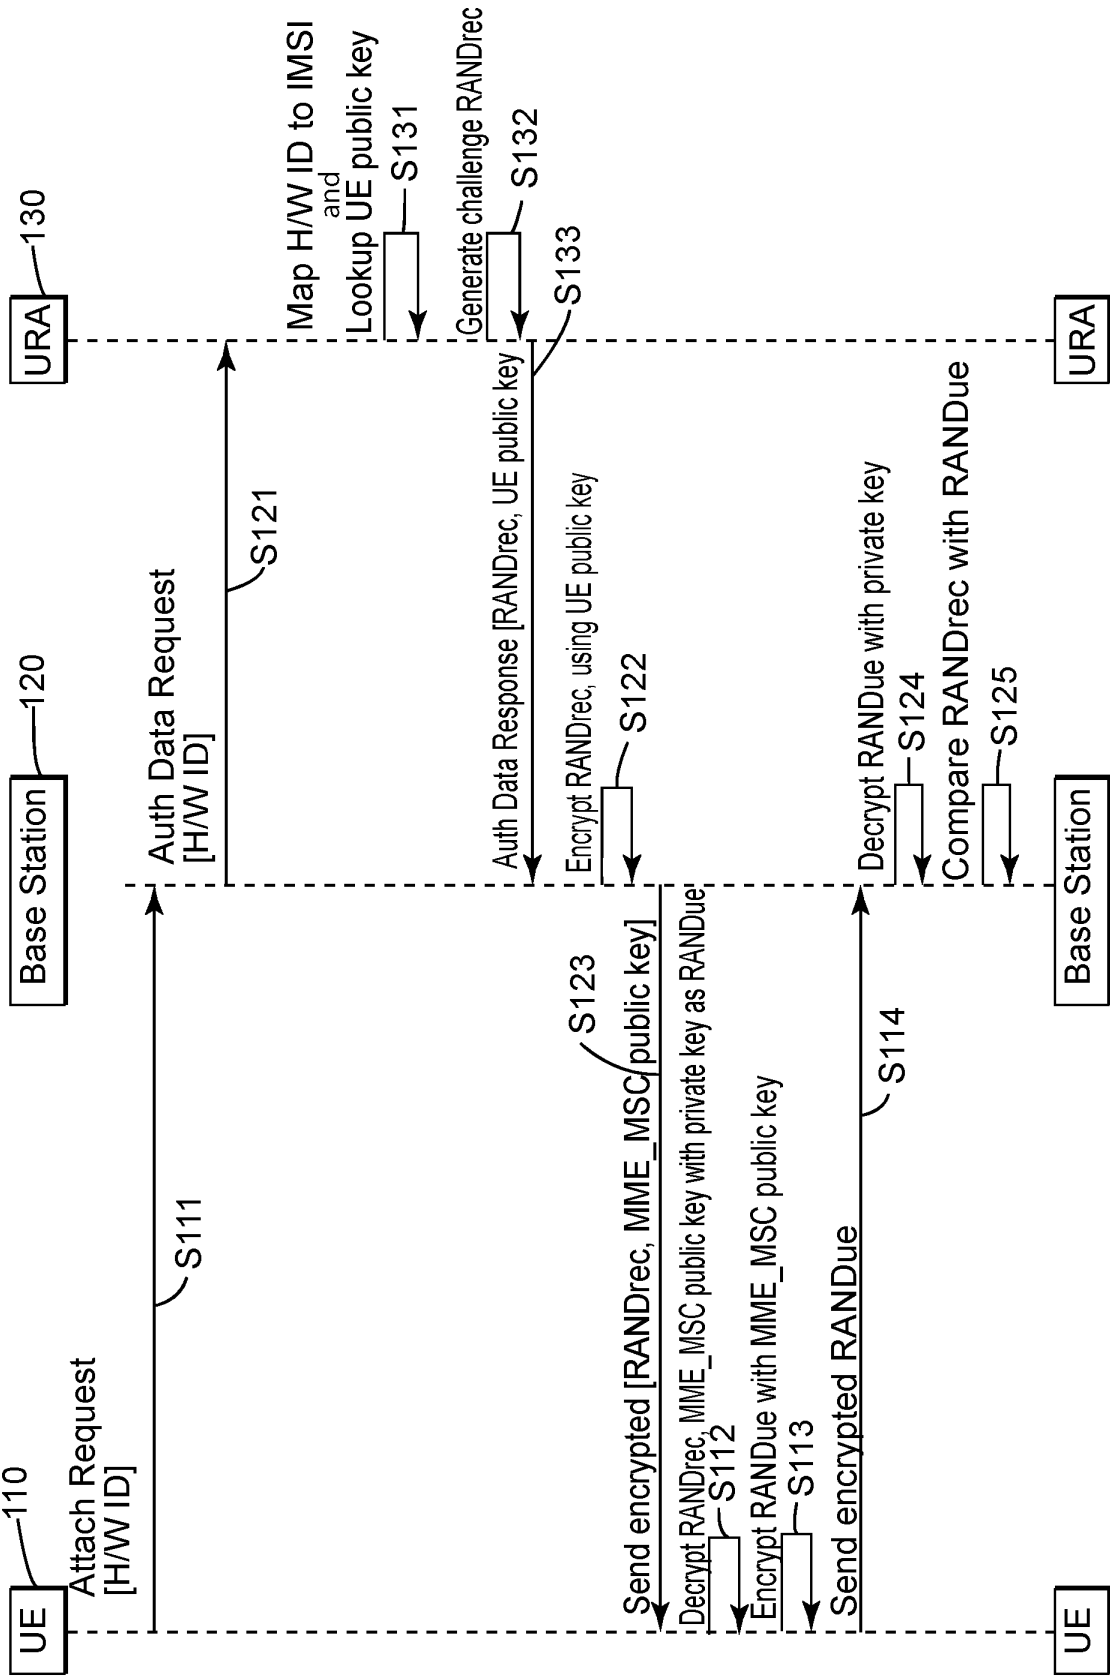 UE
110
Base Station
120
URA
130
Attach Request
[H/W ID]
S111
Auth Data Request
[H/W ID]
S121
Map H/W ID to IMSI
and
Lookup UE public key
S131
Generate challenge RANDrec
S132
Auth Data Response [RANDrec, UE public key
S133
Encrypt RANDrec, using UE public key
S122
Send encrypted [RANDrec, MME_MSC public key]
S123
Decrypt RANDrec, MME_MSC public key with private key as RANDue
S112
Encrypt RANDue with MME_MSC public key
S113
Send encrypted RANDue
S114
Decrypt RANDue with private key
S124
Compare RANDrec with RANDue
S125
UE
Base Station
URA